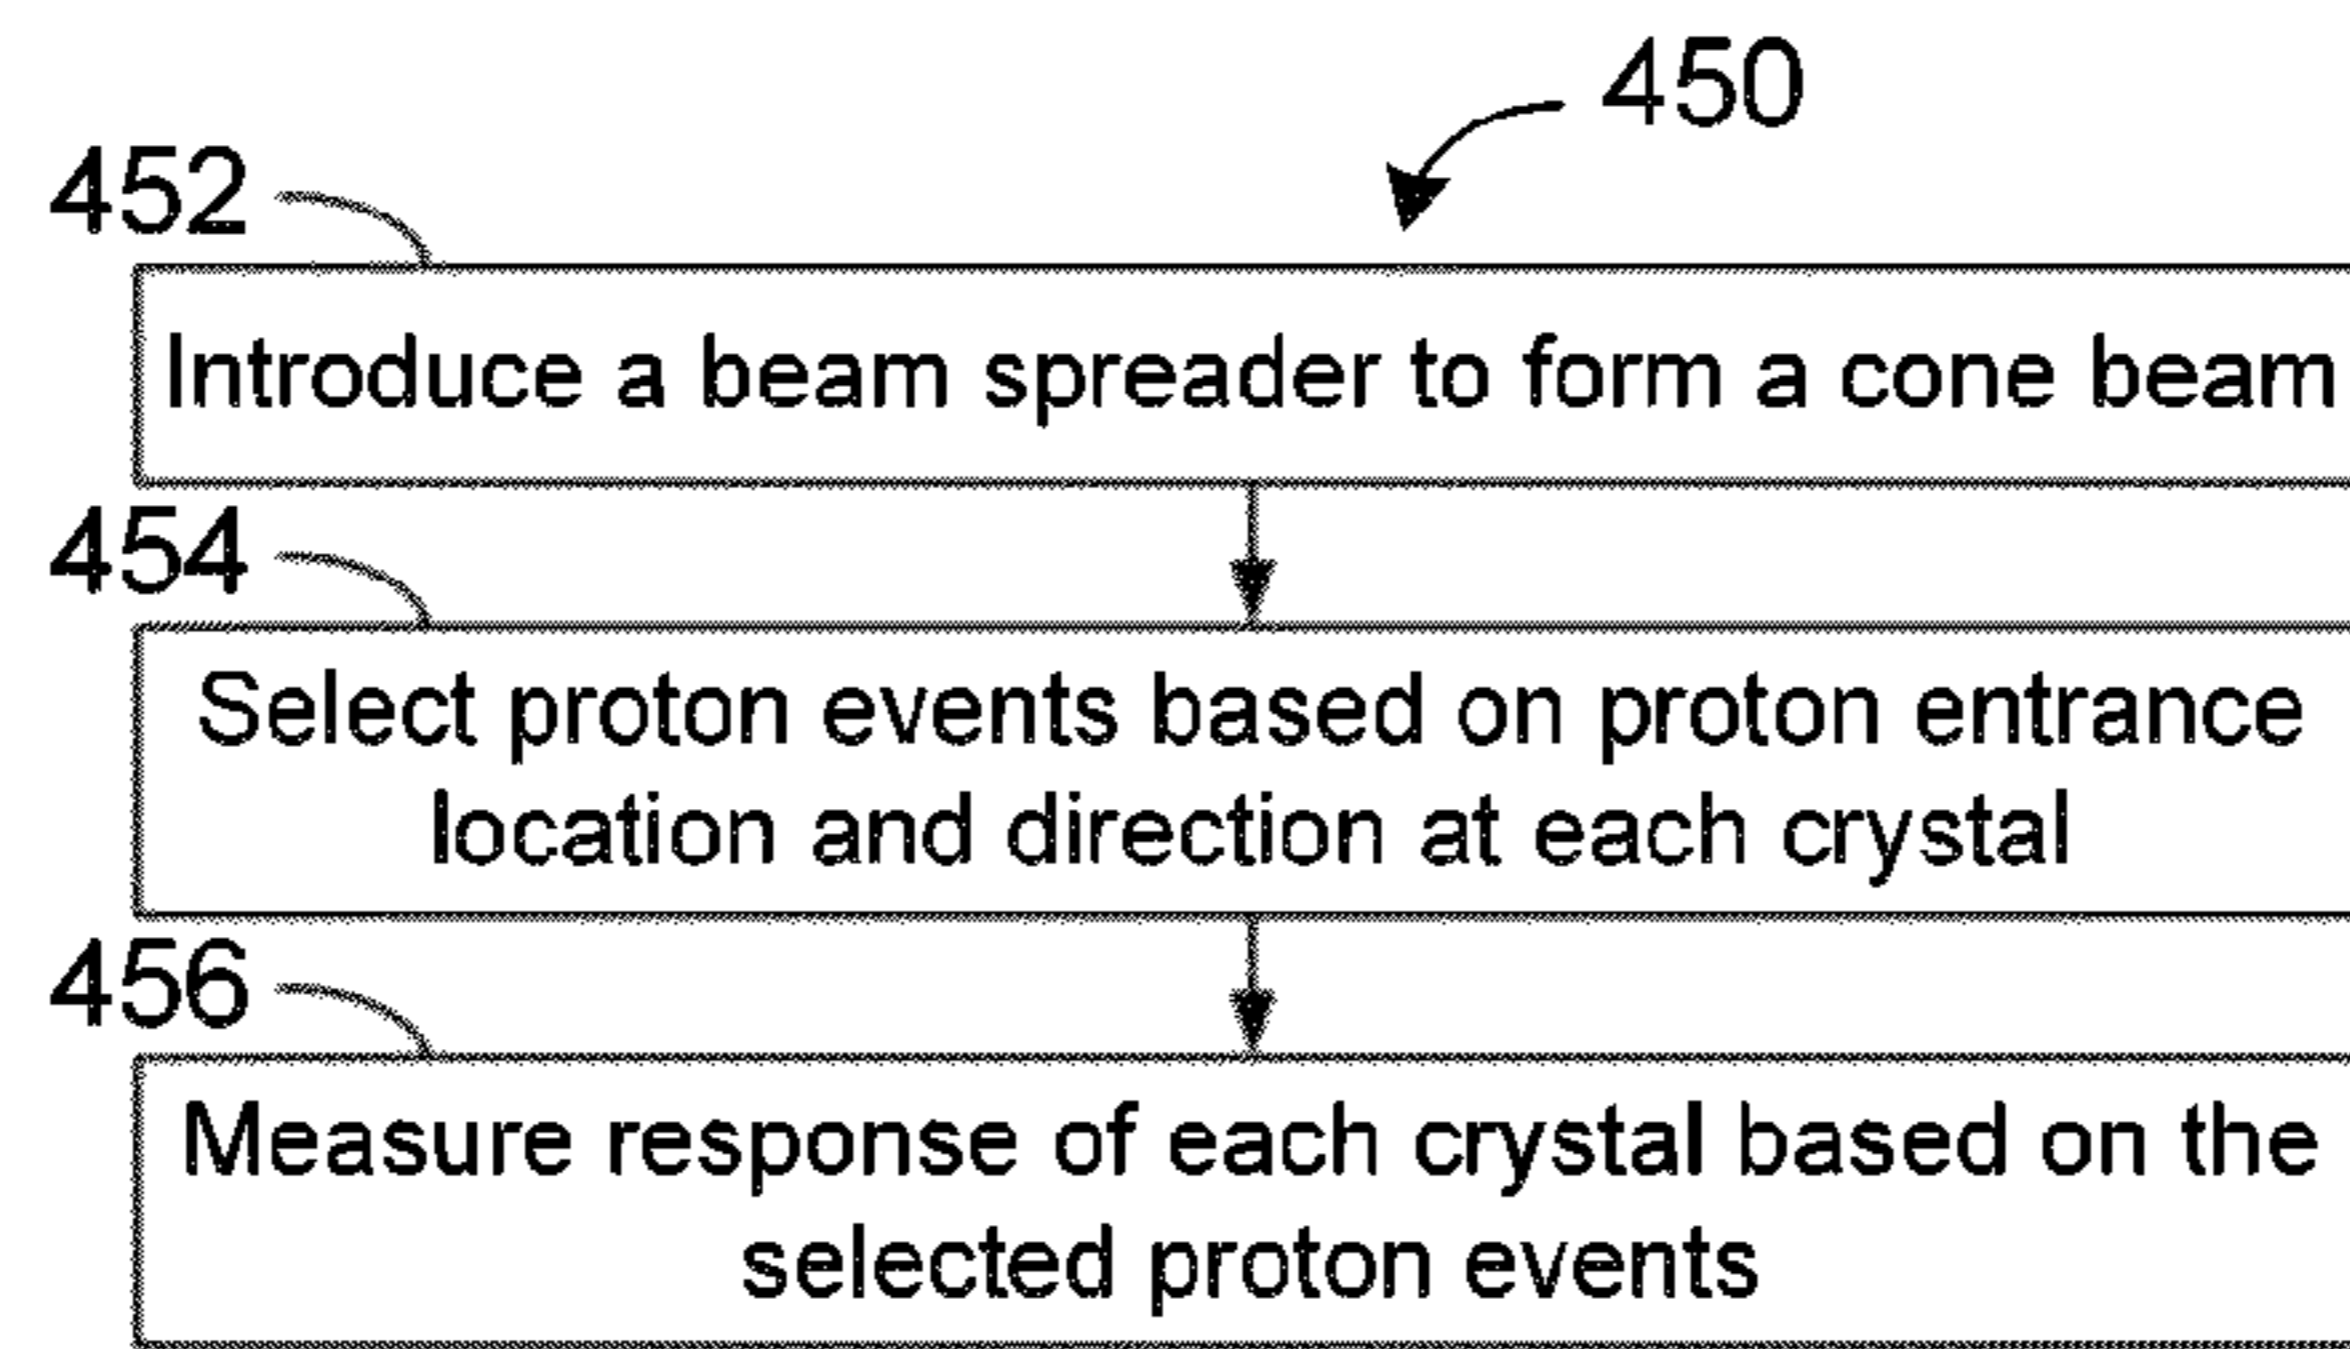 450
452
Introduce a beam spreader to form a cone beam
454
Select proton events based on proton entrance
location and direction at each crystal
456
Measure response of each crystal based on the
selected proton events